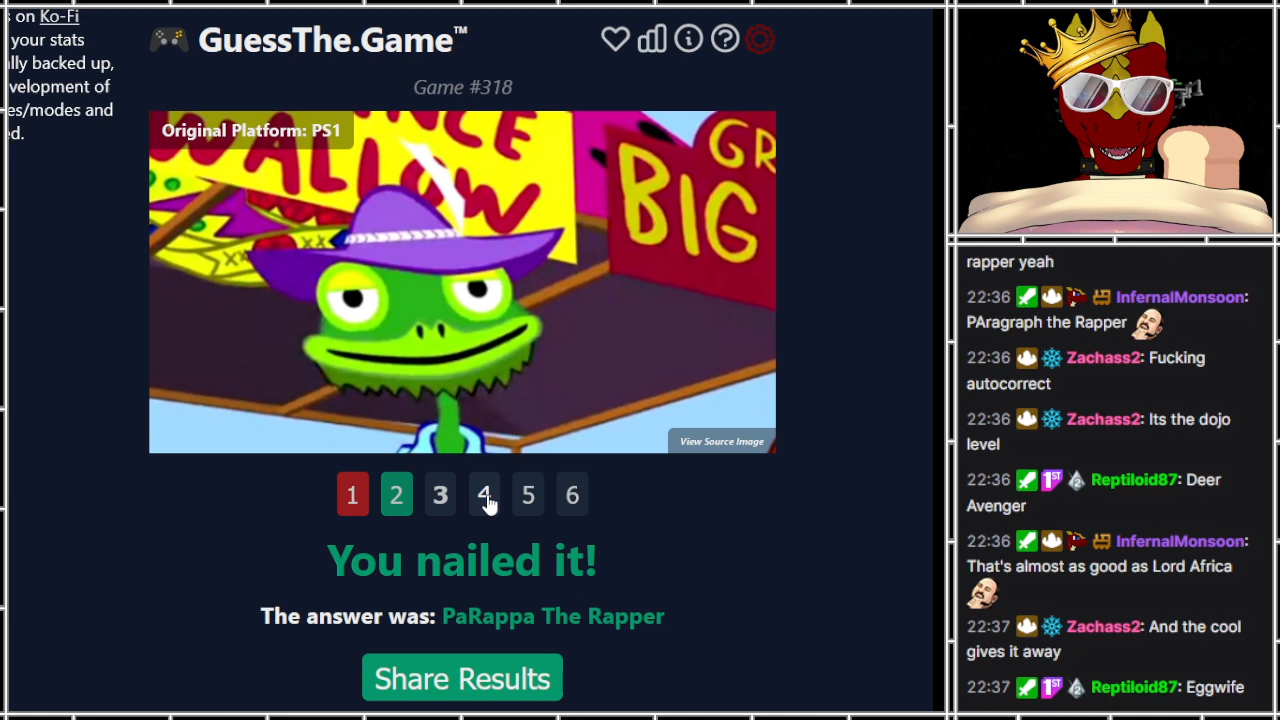 s on Ko-Fi
your stats
lly backed up,
velopment of
es/modes and
ed.
GuessThe.Game™
Game #318
Original Platform: PS1
WALLOW
BIG
View Source Image
1 2 3 4 5 6
You nailed it!
The answer was: PaRappa The Rapper
Share Results
rapper yeah
22:36 InfernalMonsoon:
PAragraph the Rapper
22:36 Zachass2: Fucking
autocorrect
22:36 Zachass2: Its the dojo
level
22:36 1ST Reptiloid87: Deer
Avenger
22:36 InfernalMonsoon:
That's almost as good as Lord Africa
22:37 Zachass2: And the cool
gives it away
22:37 1ST Reptiloid87: Eggwife